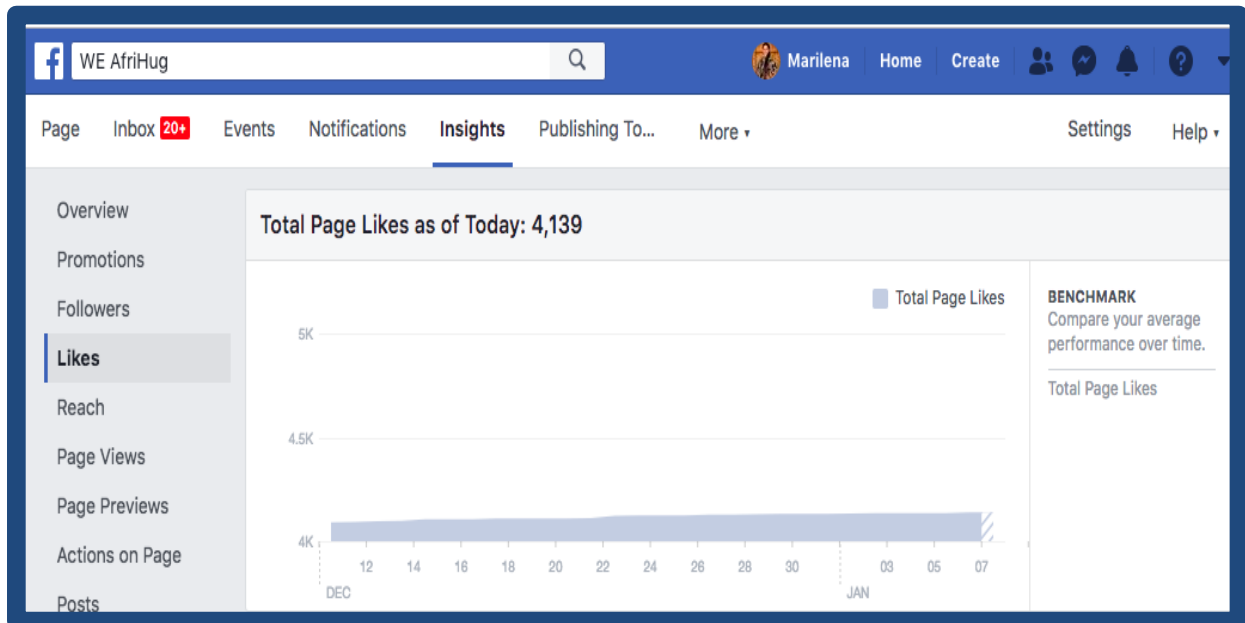 f WE AfriHug Marilena Home Create ?
Page Inbox 20+ Events Notifications Insights Publishing To... More Settings Help
Overview
Promotions
Followers
Likes
Reach
Page Views
Page Previews
Actions on Page
Posts
Total Page Likes as of Today: 4,139
Total Page Likes
5K
4.5K
4K
12 14 16 18 20 22 24 26 28 30 03 05 07
DEC JAN
BENCHMARK
Compare your average
performance over time.
Total Page Likes